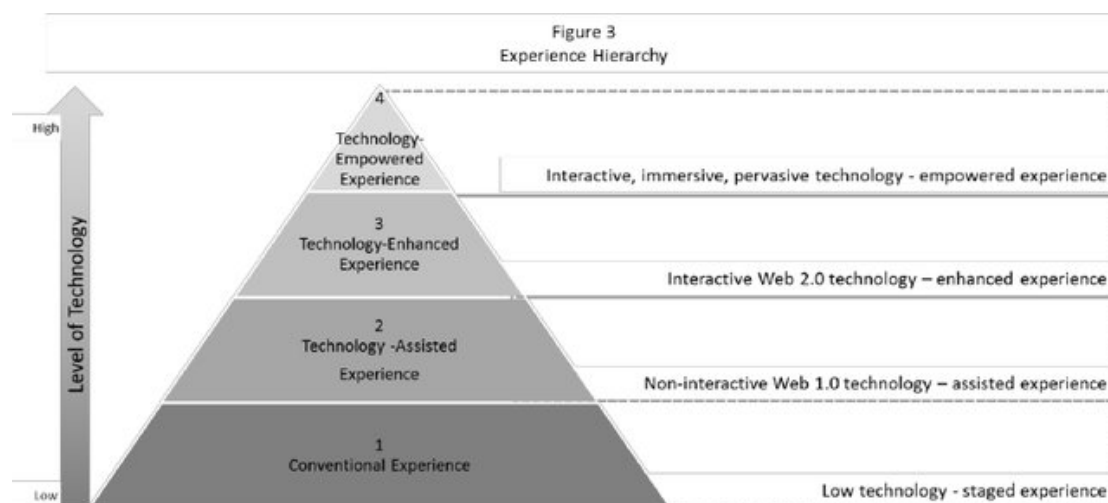 Figure 3
Experience Hierarchy
High
Level of Technology
Low
4
Technology-
Empowered
Experience
Interactive, immersive, pervasive technology - empowered experience
3
Technology-Enhanced
Experience
Interactive Web 2.0 technology – enhanced experience
2
Technology -Assisted
Experience
Non-interactive Web 1.0 technology – assisted experience
1
Conventional Experience
Low technology - staged experience